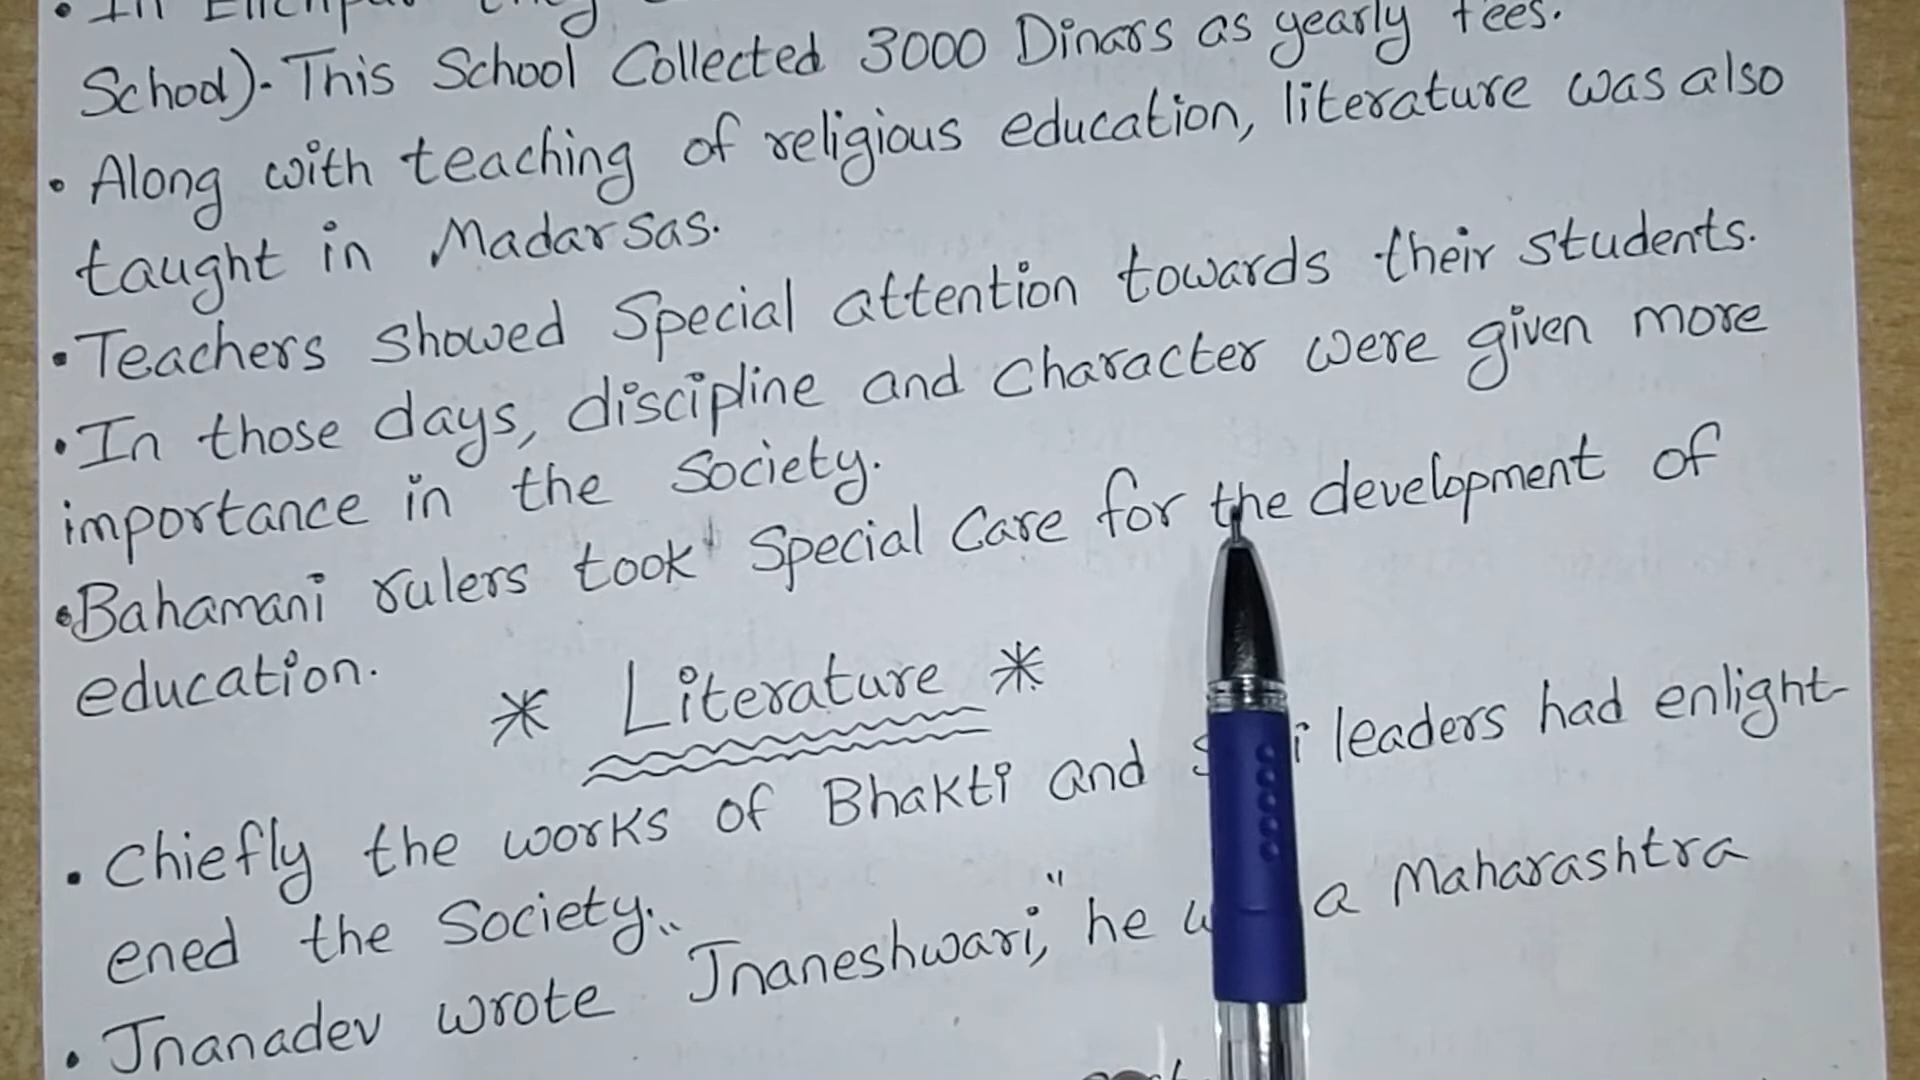 • In
School)- This School Collected 3000 Dinars as yearly fees.
• Along with teaching of religious education, literature was also
taught in Madarsas.
• Teachers showed Special attention towards their students.
• In those days, discipline and character were given more
importance in the Society.
• Bahamani rulers took Special Care for the development of
education.
* Literature *
• Chiefly the works of Bhakti and leaders had enlight-
ened the Society.
• Jnanadev wrote "Jnaneshwari," he a Maharashtra